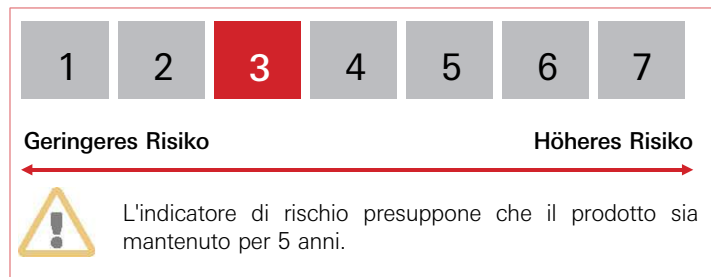 1 2 3 4 5 6 7
Geringeres Risiko Höheres Risiko
L'indicatore di rischio presuppone che il prodotto sia
mantenuto per 5 anni.